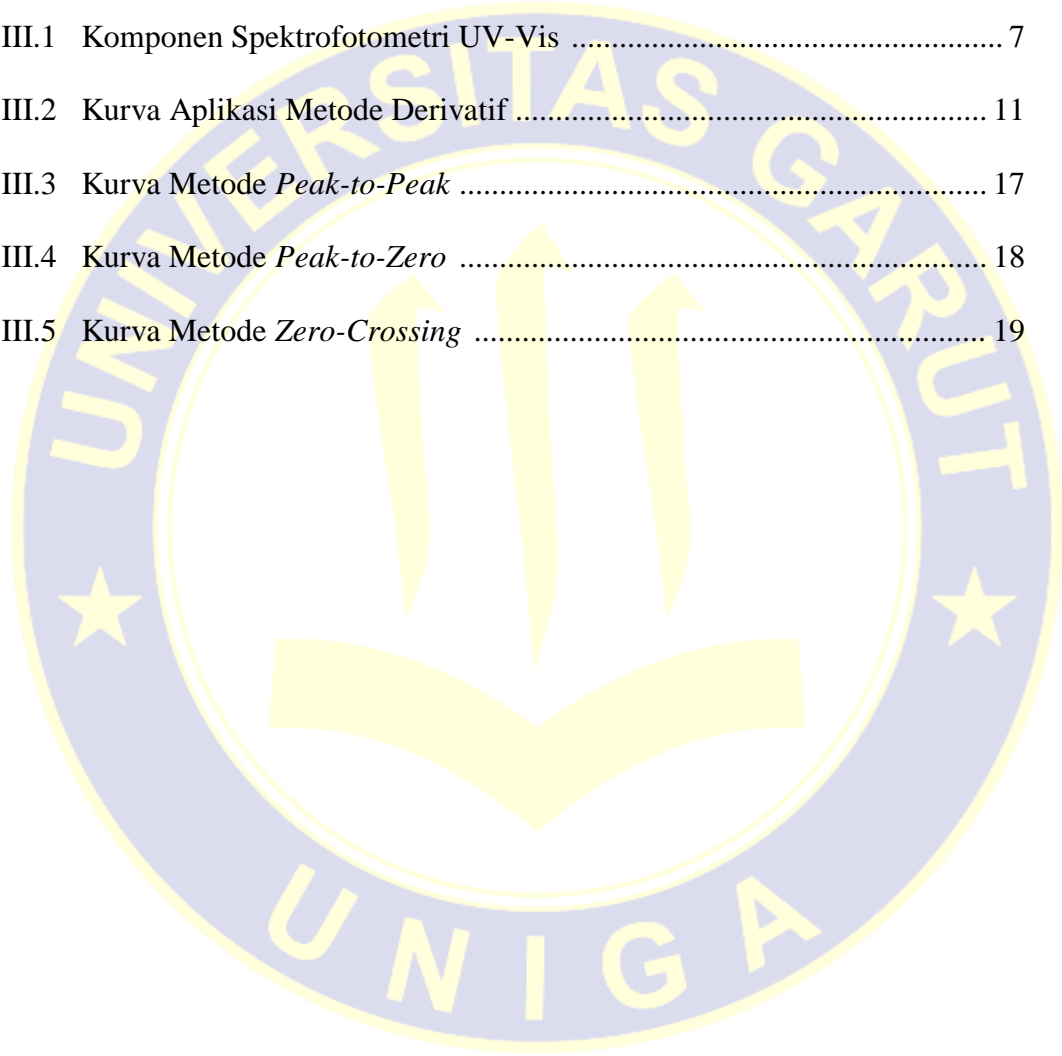 III.1 Komponen Spektrofotometri UV-Vis ................................................... 7
III.2 Kurva Aplikasi Metode Derivatif ........................................................ 11
III.3 Kurva Metode Peak-to-Peak ............................................................... 17
III.4 Kurva Metode Peak-to-Zero ............................................................... 18
III.5 Kurva Metode Zero-Crossing ............................................................. 19
UNIVERSITAS GARUT
UNIGA